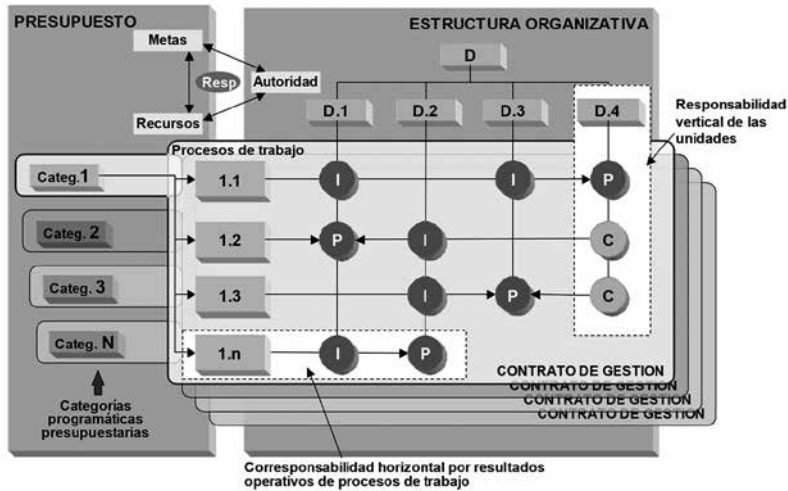 PRESUPUESTO
ESTRUCTURA ORGANIZATIVA
Metas
Resp
Autoridad
Recursos
D
D.1
D.2
D.3
D.4
Responsabilidad
vertical de las
unidades
Procesos de trabajo
Categ. 1
1.1
I
I
P
Categ. 2
1.2
P
I
C
Categ. 3
1.3
I
P
C
Categ. N
1.n
I
P
CONTRATO DE GESTION
CONTRATO DE GESTION
CONTRATO DE GESTION
CONTRATO DE GESTION
Categorías
programáticas
presupuestarias
Corresponsabilidad horizontal por resultados
operativos de procesos de trabajo